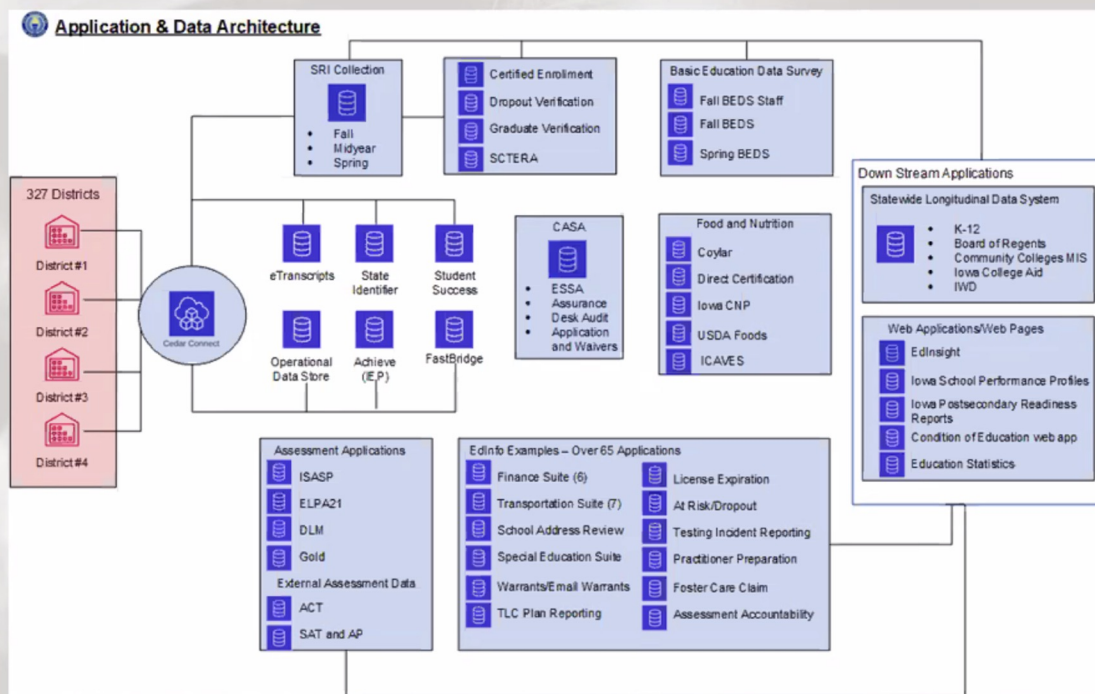 Application & Data Architecture
SRI Collection
Fall
Midyear
Spring
Certified Enrollment
Dropout Verification
Graduate Verification
SCTERA
Basic Education Data Survey
Fall BEDS Staff
Fall BEDS
Spring BEDS
327 Districts
District #1
District #2
District #3
District #4
Cedar Connect
eTranscripts
State
Identifier
Student
Success
Operational
Data Store
Achieve
(IEP)
FastBridge
CASA
ESSA
Assurance
Desk Audit
Application
and Waivers
Food and Nutrition
Coylar
Direct Certification
Iowa CNP
USDA Foods
ICAVES
Down Stream Applications
Statewide Longitudinal Data System
K-12
Board of Regents
Community Colleges MIS
Iowa College Aid
IWD
Web Applications/Web Pages
EdInsight
Iowa School Performance Profiles
Iowa Postsecondary Readiness
Reports
Condition of Education web app
Education Statistics
Assessment Applications
ISASP
ELPA21
DLM
Gold
External Assessment Data
ACT
SAT and AP
EdInfo Examples – Over 65 Applications
Finance Suite (6)
Transportation Suite (7)
School Address Review
Special Education Suite
Warrants/Email Warrants
TLC Plan Reporting
License Expiration
At Risk/Dropout
Testing Incident Reporting
Practitioner Preparation
Foster Care Claim
Assessment Accountability